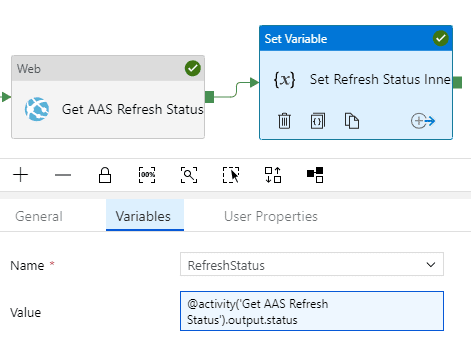 Web
Get AAS Refresh Status
Set Variable
{x}
Set Refresh Status Inne
{}
100%
General
Variables
User Properties
Name *
RefreshStatus
Value
@activity('Get AAS Refresh
Status').output.status